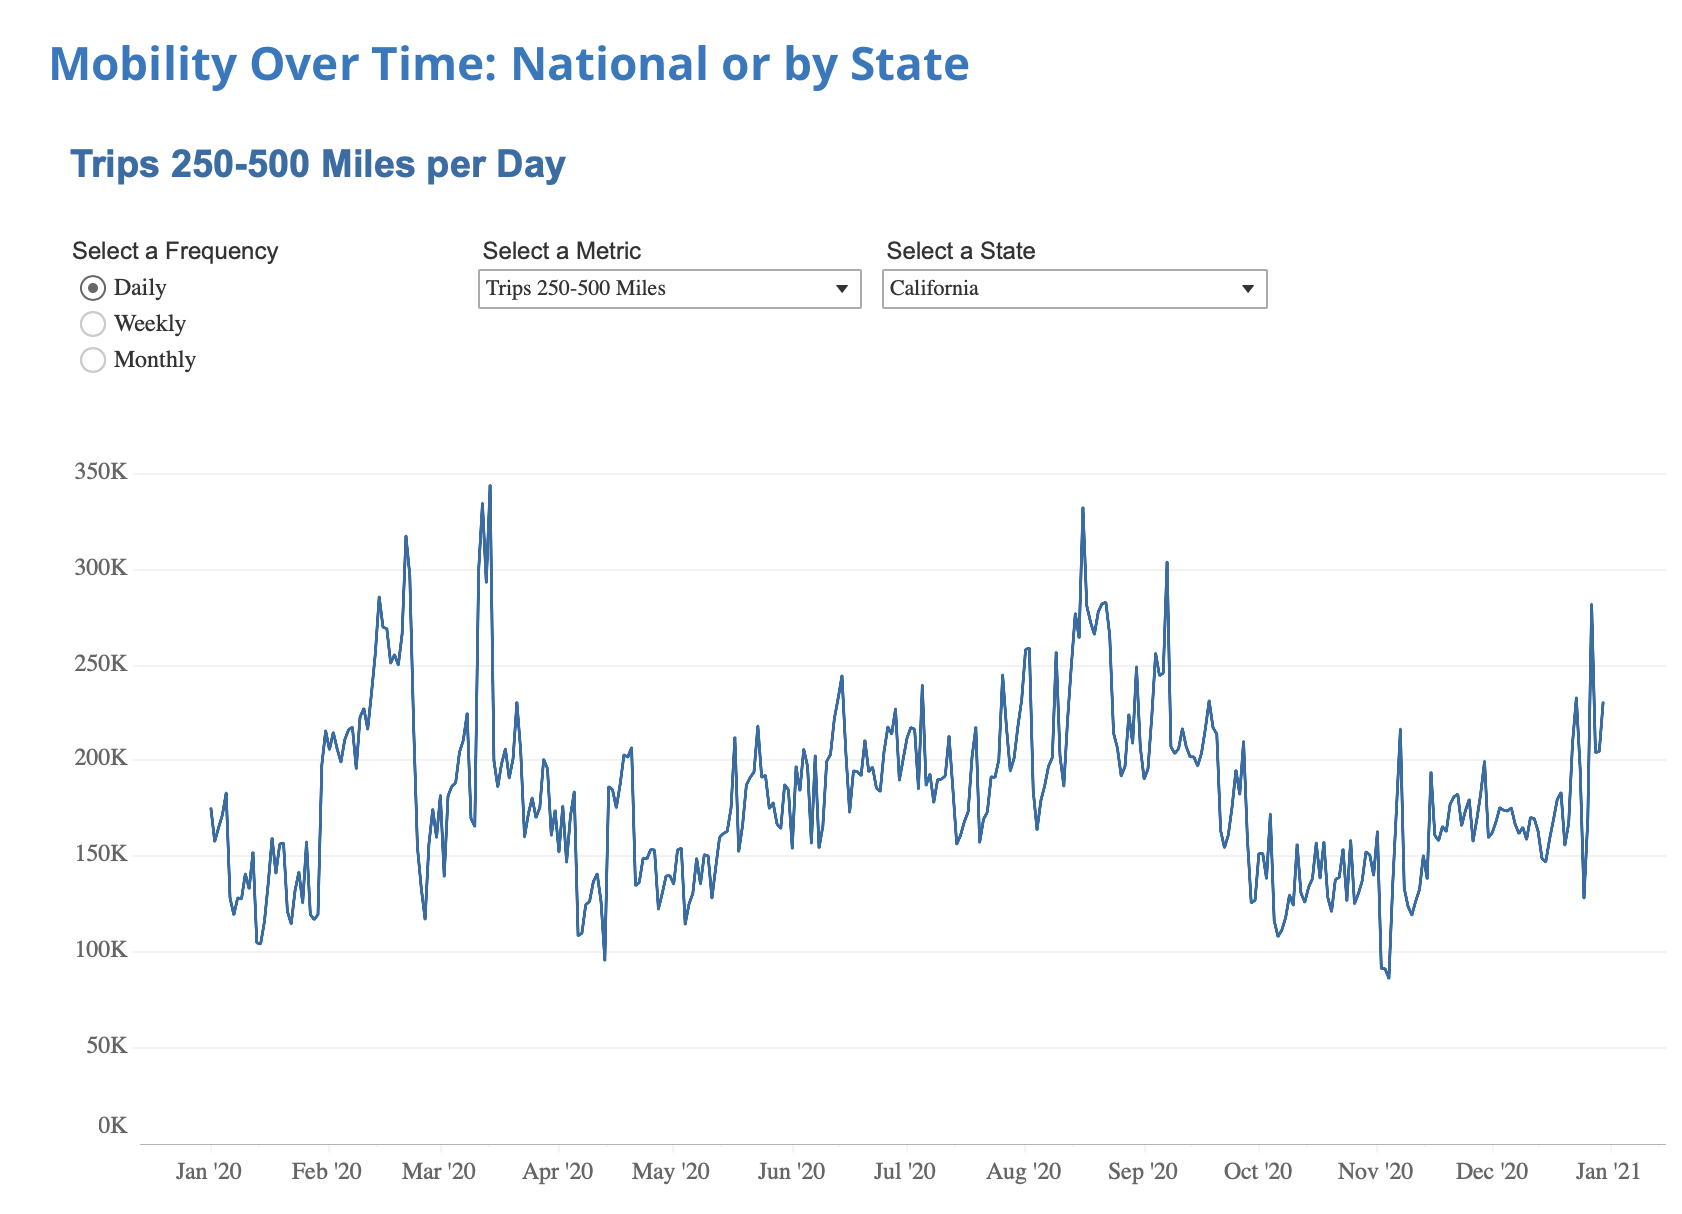 Mobility Over Time: National or by State
Trips 250-500 Miles per Day
Select a Frequency
Select a Metric
Select a State
Daily
Trips 250-500 Miles
California
Weekly
Monthly
350K
300K
250K
200K
150K
100K
50K
0K
Jan '20 Feb '20 Mar '20 Apr '20 May '20 Jun '20 Jul '20 Aug '20 Sep '20 Oct '20 Nov '20 Dec '20 Jan '21